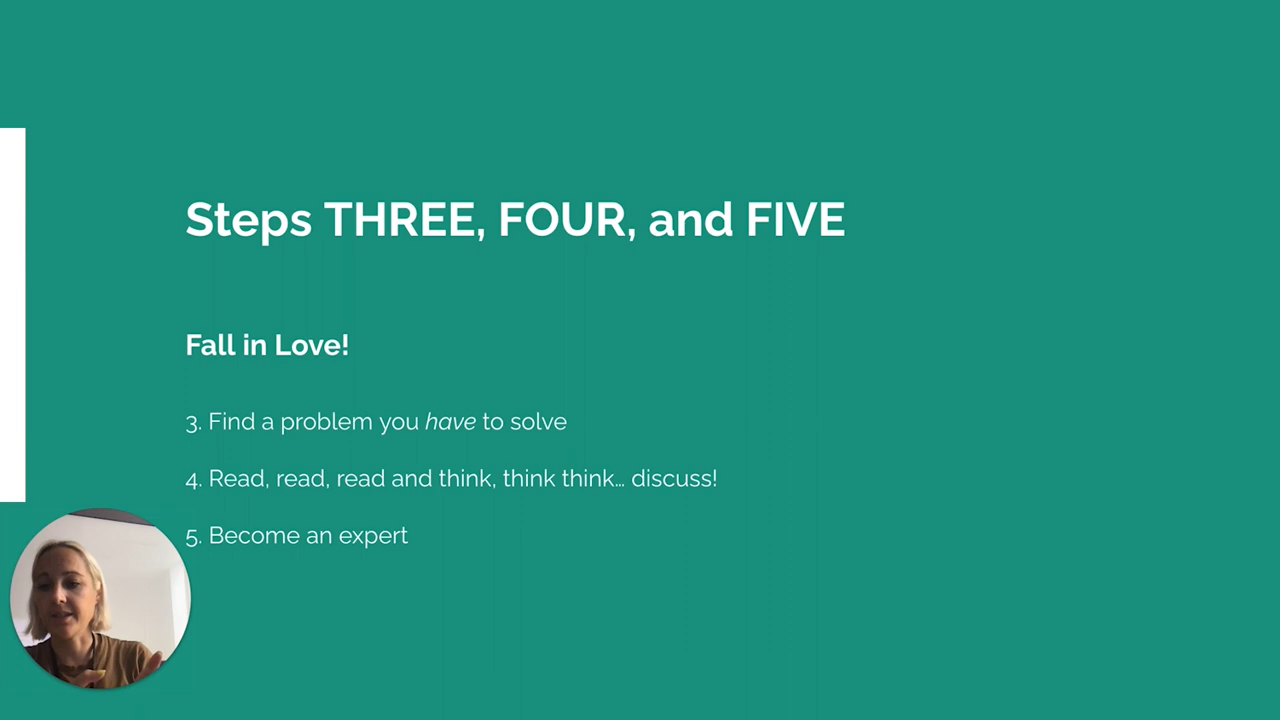 Steps THREE, FOUR, and FIVE
Fall in Love!
3. Find a problem you have to solve
4. Read, read, read and think, think think… discuss!
5. Become an expert